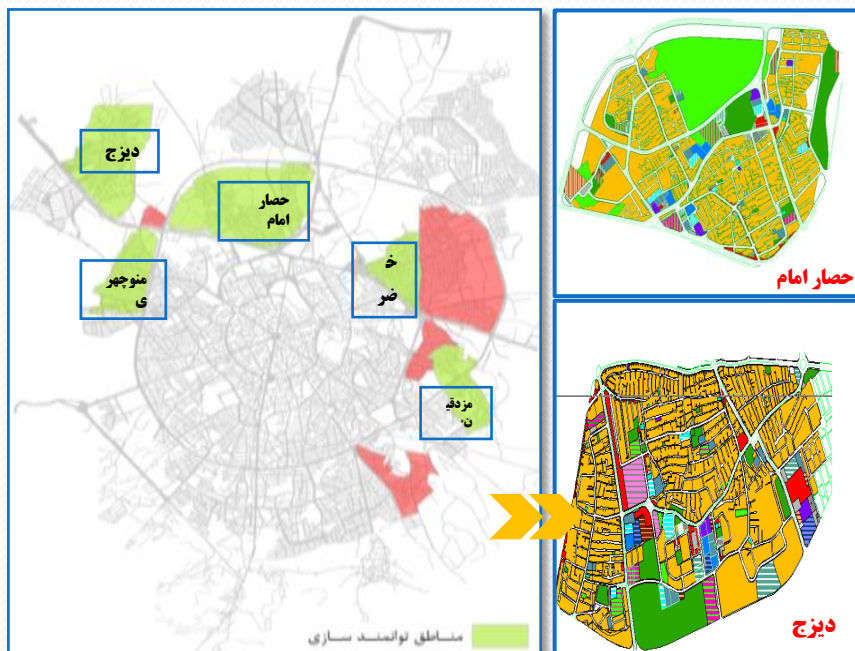 دیزج
حصار
امام
خ
ضر
منوچهر
ی
مزدقی
ن
مناطق توانمند سازی
حصار امام
دیزج